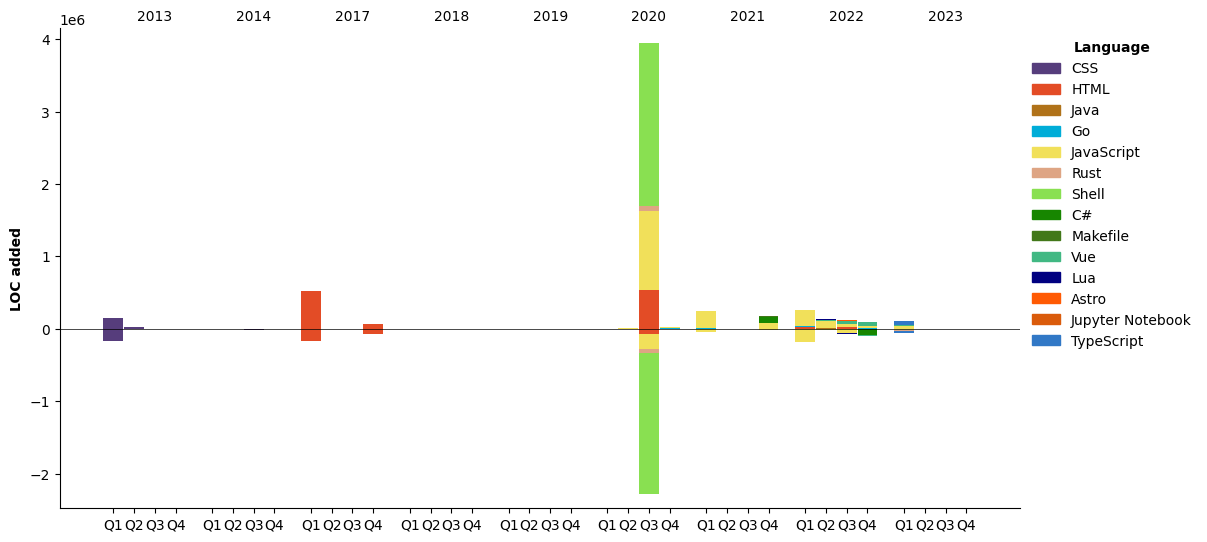 2013 2014 2017 2018 2019 2020 2021 2022 2023
1e6
4
3
2
1
0
−1
−2
LOC added
Q1 Q2 Q3 Q4 Q1 Q2 Q3 Q4 Q1 Q2 Q3 Q4 Q1 Q2 Q3 Q4 Q1 Q2 Q3 Q4 Q1 Q2 Q3 Q4 Q1 Q2 Q3 Q4 Q1 Q2 Q3 Q4 Q1 Q2 Q3 Q4
Language
CSS
HTML
Java
Go
JavaScript
Rust
Shell
C#
Makefile
Vue
Lua
Astro
Jupyter Notebook
TypeScript